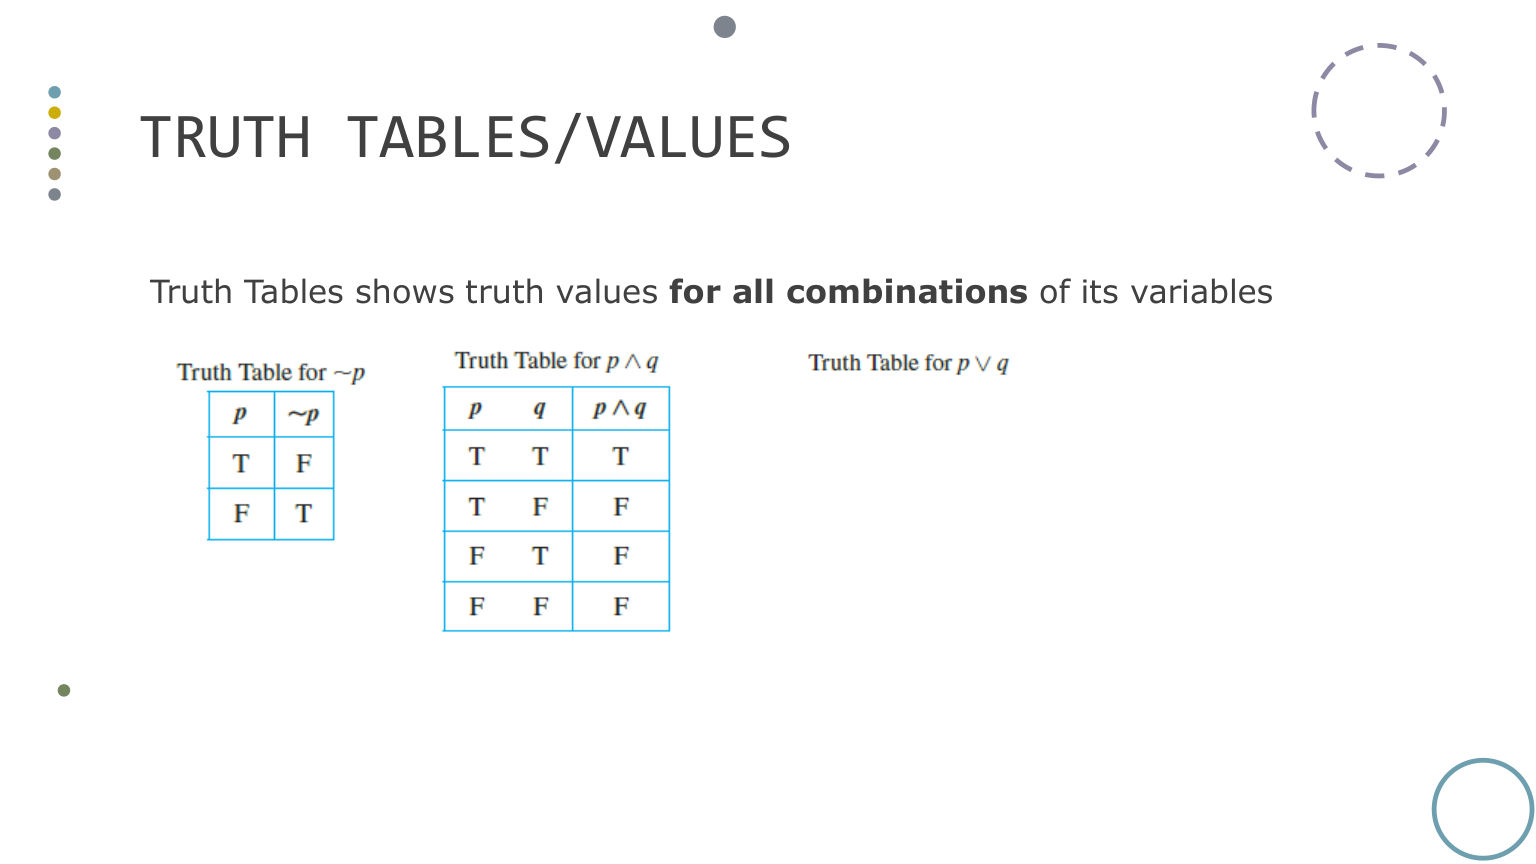 TRUTH TABLES/VALUES
Truth Tables shows truth values for all combinations of its variables
Truth Table for ~p
p ~p
T F
F T
Truth Table for p ∧ q
p q p ∧ q
T T T
T F F
F T F
F F F
Truth Table for p ∨ q